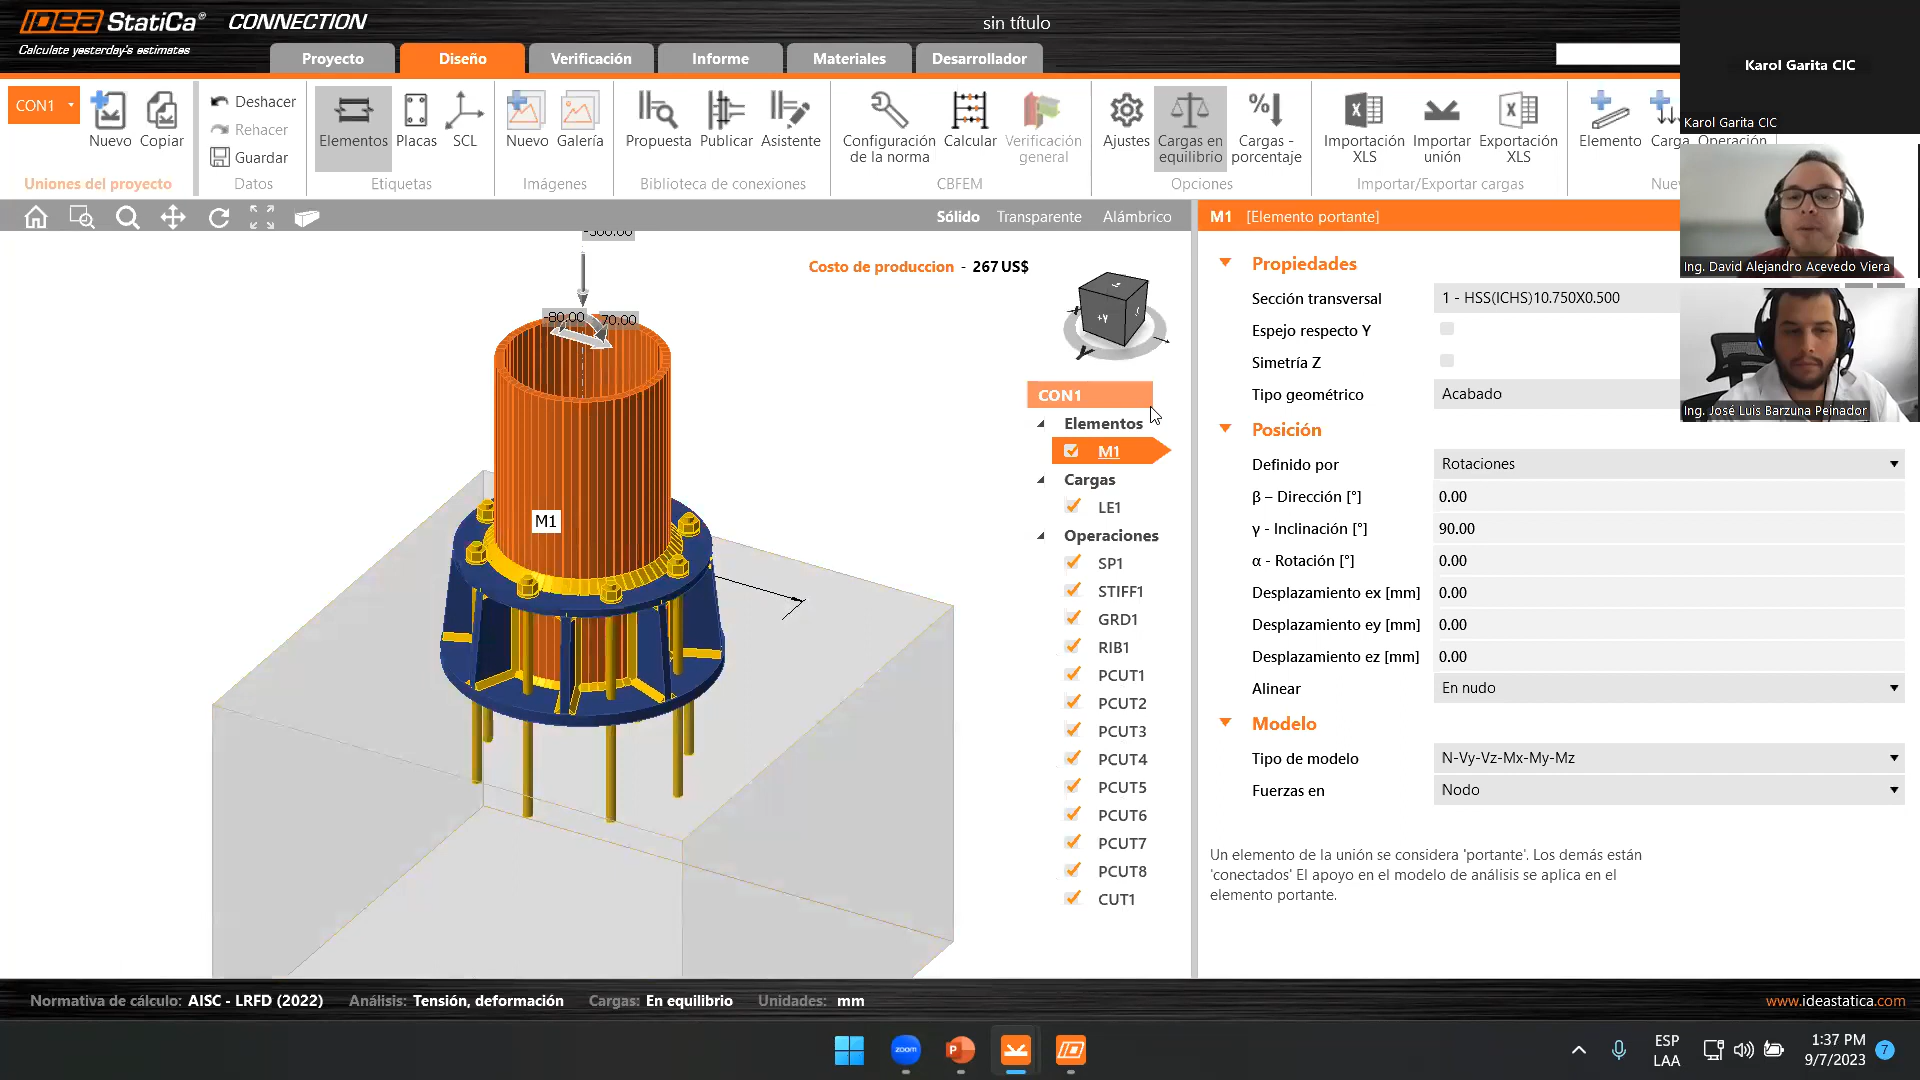 IDEA StatiCa® CONNECTION
sin título
Calculate yesterday's estimates
Proyecto Diseño Verificación Informe Materiales Desarrollador
CON1
Nuevo Copiar
Uniones del proyecto
Deshacer
Rehacer
Guardar
Datos
Elementos Placas SCL
Etiquetas
Nuevo Galería
Imágenes
Propuesta Publicar Asistente
Biblioteca de conexiones
Configuración de la norma
Calcular
Verificación general
CBFEM
Ajustes
Cargas en equilibrio
Cargas - porcentaje
Opciones
Importación XLS
Importar unión
Exportación XLS
Importar/Exportar cargas
Elemento Carga Operación
Karol Garita CIC
Karol Garita CIC
Ing. David Alejandro Acevedo Viera
Ing. José Luis Barzuna Peinador
Sólido Transparente Alámbrico
Costo de produccion - 267 US$
-500.00
-80.00
70.00
M1
+Y
CON1
Elementos
M1
Cargas
LE1
Operaciones
SP1
STIFF1
GRD1
RIB1
PCUT1
PCUT2
PCUT3
PCUT4
PCUT5
PCUT6
PCUT7
PCUT8
CUT1
M1 [Elemento portante]
Propiedades
Sección transversal 1 - HSS(ICHS)10.750X0.500
Espejo respecto Y
Simetría Z
Tipo geométrico Acabado
Posición
Definido por Rotaciones
β – Dirección [°] 0.00
γ - Inclinación [°] 90.00
α - Rotación [°] 0.00
Desplazamiento ex [mm] 0.00
Desplazamiento ey [mm] 0.00
Desplazamiento ez [mm] 0.00
Alinear En nudo
Modelo
Tipo de modelo N-Vy-Vz-Mx-My-Mz
Fuerzas en Nodo
Un elemento de la unión se considera 'portante'. Los demás están
'conectados' El apoyo en el modelo de análisis se aplica en el
elemento portante.
Normativa de cálculo: AISC - LRFD (2022) Análisis: Tensión, deformación Cargas: En equilibrio Unidades: mm
www.ideastatica.com
zoom
P
ESP
LAA
1:37 PM
9/7/2023
7